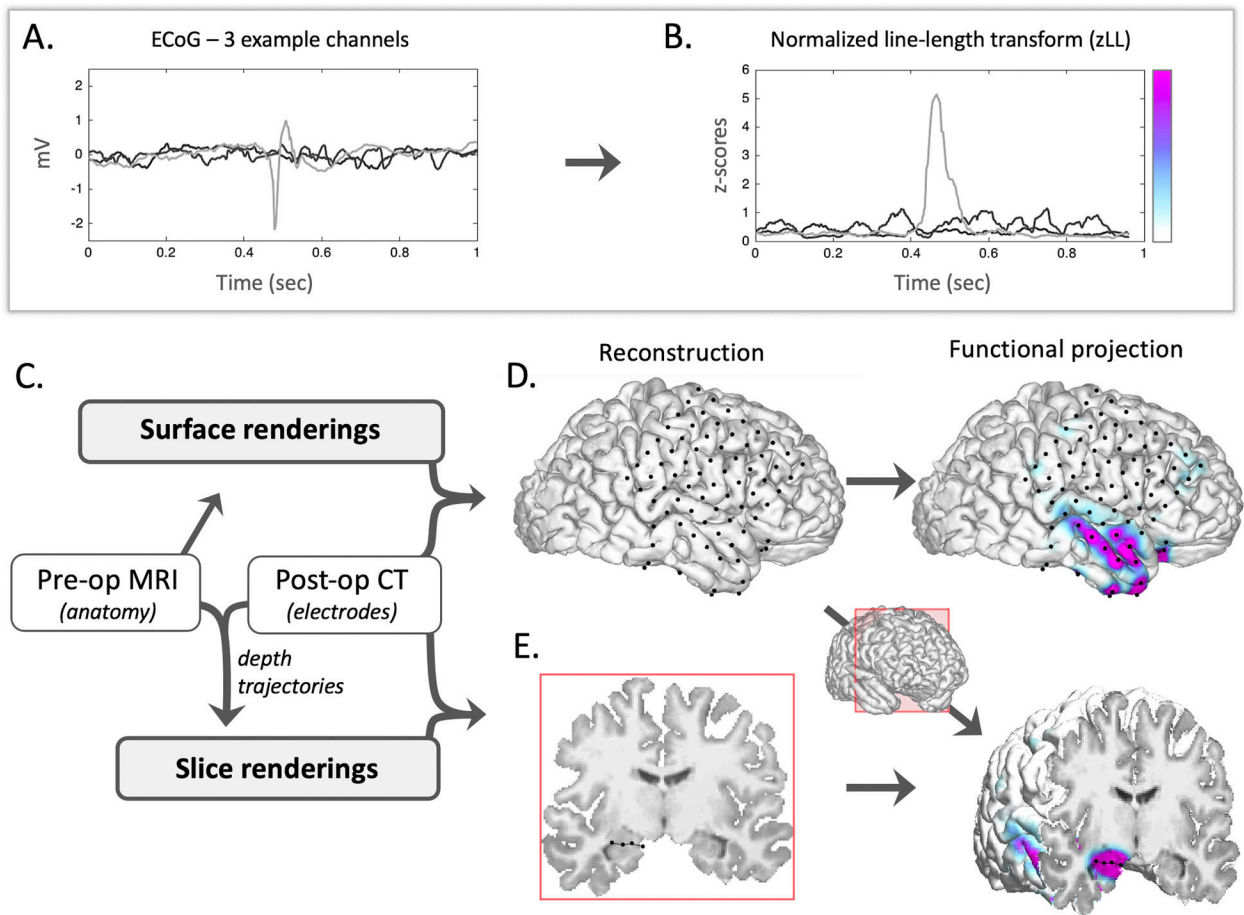 A.
ECoG – 3 example channels
2
1
0
-1
-2
mV
0
0.2
0.4
0.6
0.8
1
Time (sec)
B.
Normalized line-length transform (zLL)
6
5
4
3
2
1
0
z-scores
0
0.2
0.4
0.6
0.8
1
Time (sec)
C.
Surface renderings
Pre-op MRI
(anatomy)
Post-op CT
(electrodes)
depth
trajectories
Slice renderings
D.
Reconstruction
Functional projection
E.